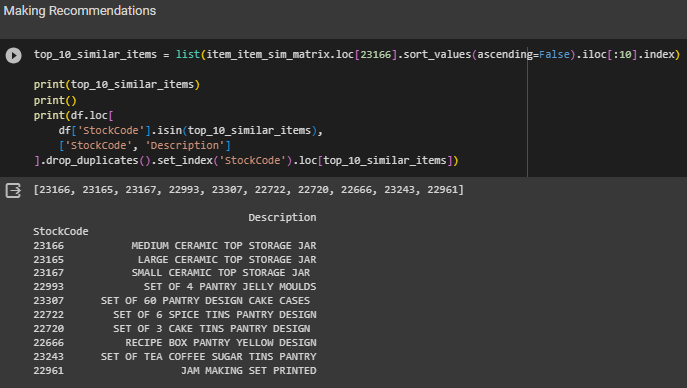 Making Recommendations
top_10_similar_items = list(item_item_sim_matrix.loc[23166].sort_values(ascending=False).iloc[:10].index)
print(top_10_similar_items)
print()
print(df.loc[
    df['StockCode'].isin(top_10_similar_items),
    ['StockCode', 'Description']
].drop_duplicates().set_index('StockCode').loc[top_10_similar_items])
[23166, 23165, 23167, 22993, 23307, 22722, 22720, 22666, 23243, 22961]
Description
StockCode
23166 MEDIUM CERAMIC TOP STORAGE JAR
23165 LARGE CERAMIC TOP STORAGE JAR
23167 SMALL CERAMIC TOP STORAGE JAR
22993 SET OF 4 PANTRY JELLY MOULDS
23307 SET OF 60 PANTRY DESIGN CAKE CASES
22722 SET OF 6 SPICE TINS PANTRY DESIGN
22720 SET OF 3 CAKE TINS PANTRY DESIGN
22666 RECIPE BOX PANTRY YELLOW DESIGN
23243 SET OF TEA COFFEE SUGAR TINS PANTRY
22961 JAM MAKING SET PRINTED